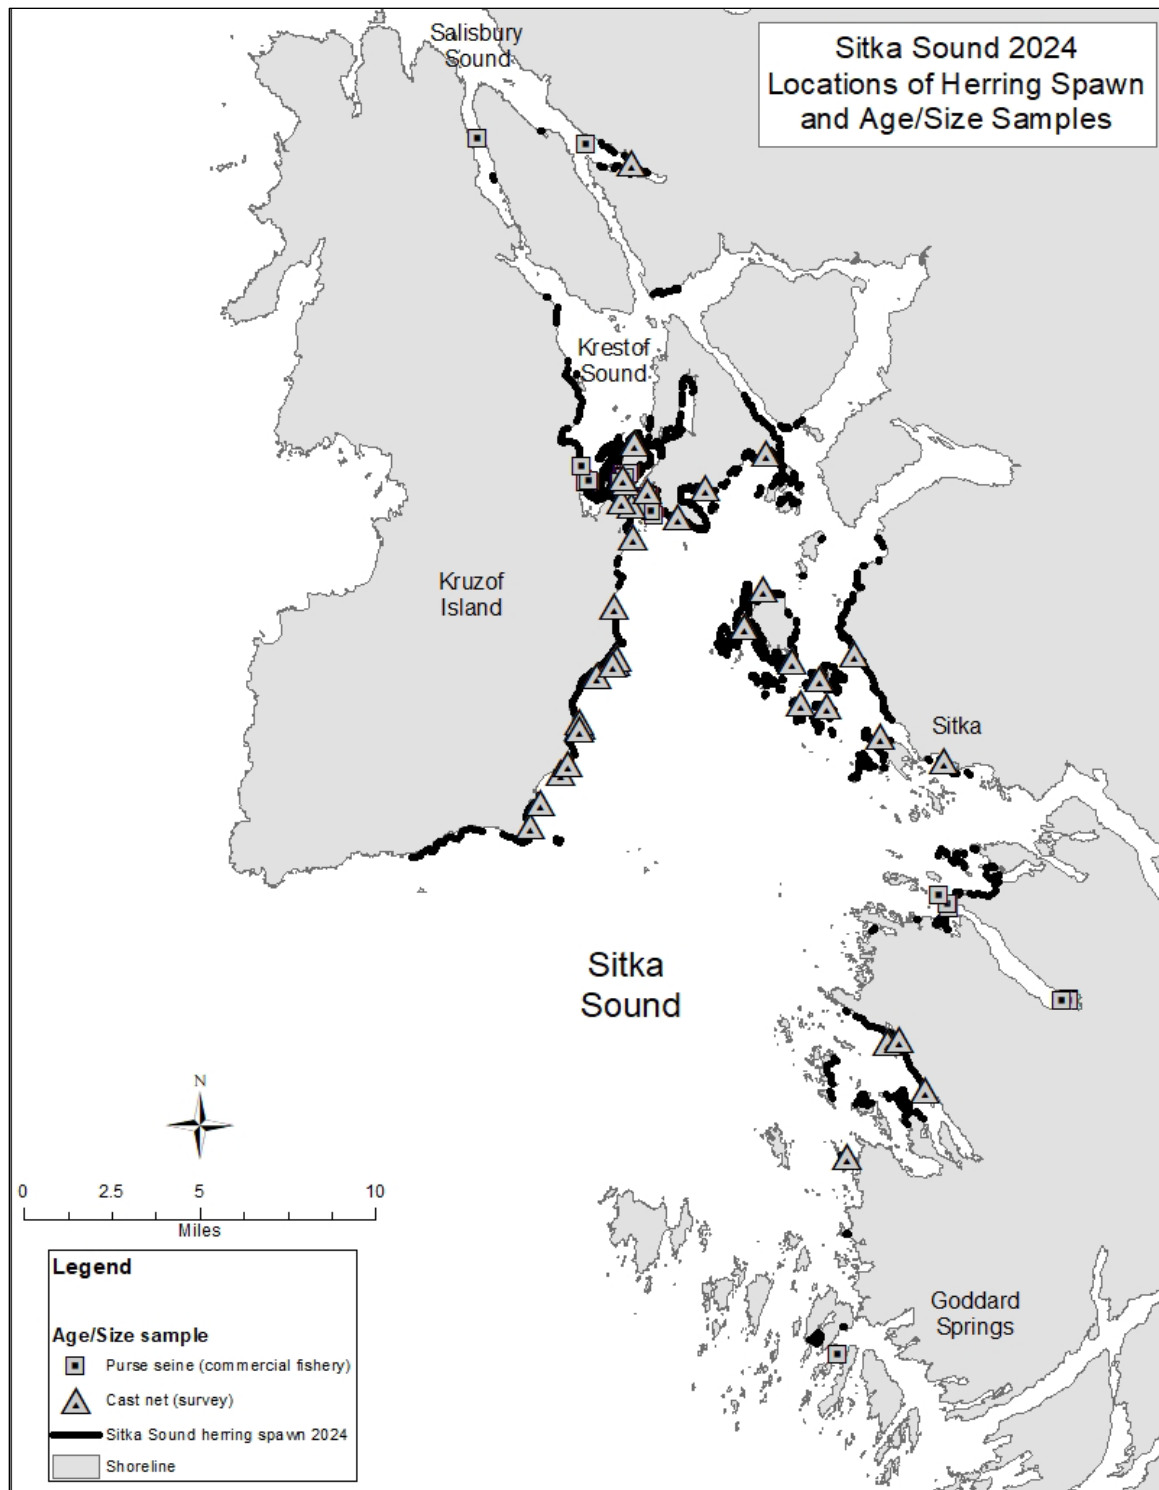 Salisbury
Sound
Sitka Sound 2024
Locations of Herring Spawn
and Age/Size Samples
Krestof
Sound
Kruzof
Island
Sitka
Sitka
Sound
N
0 2.5 5 10
Miles
Goddard
Springs
Legend
Age/Size sample
Purse seine (commercial fishery)
Cast net (survey)
Sitka Sound herring spawn 2024
Shoreline